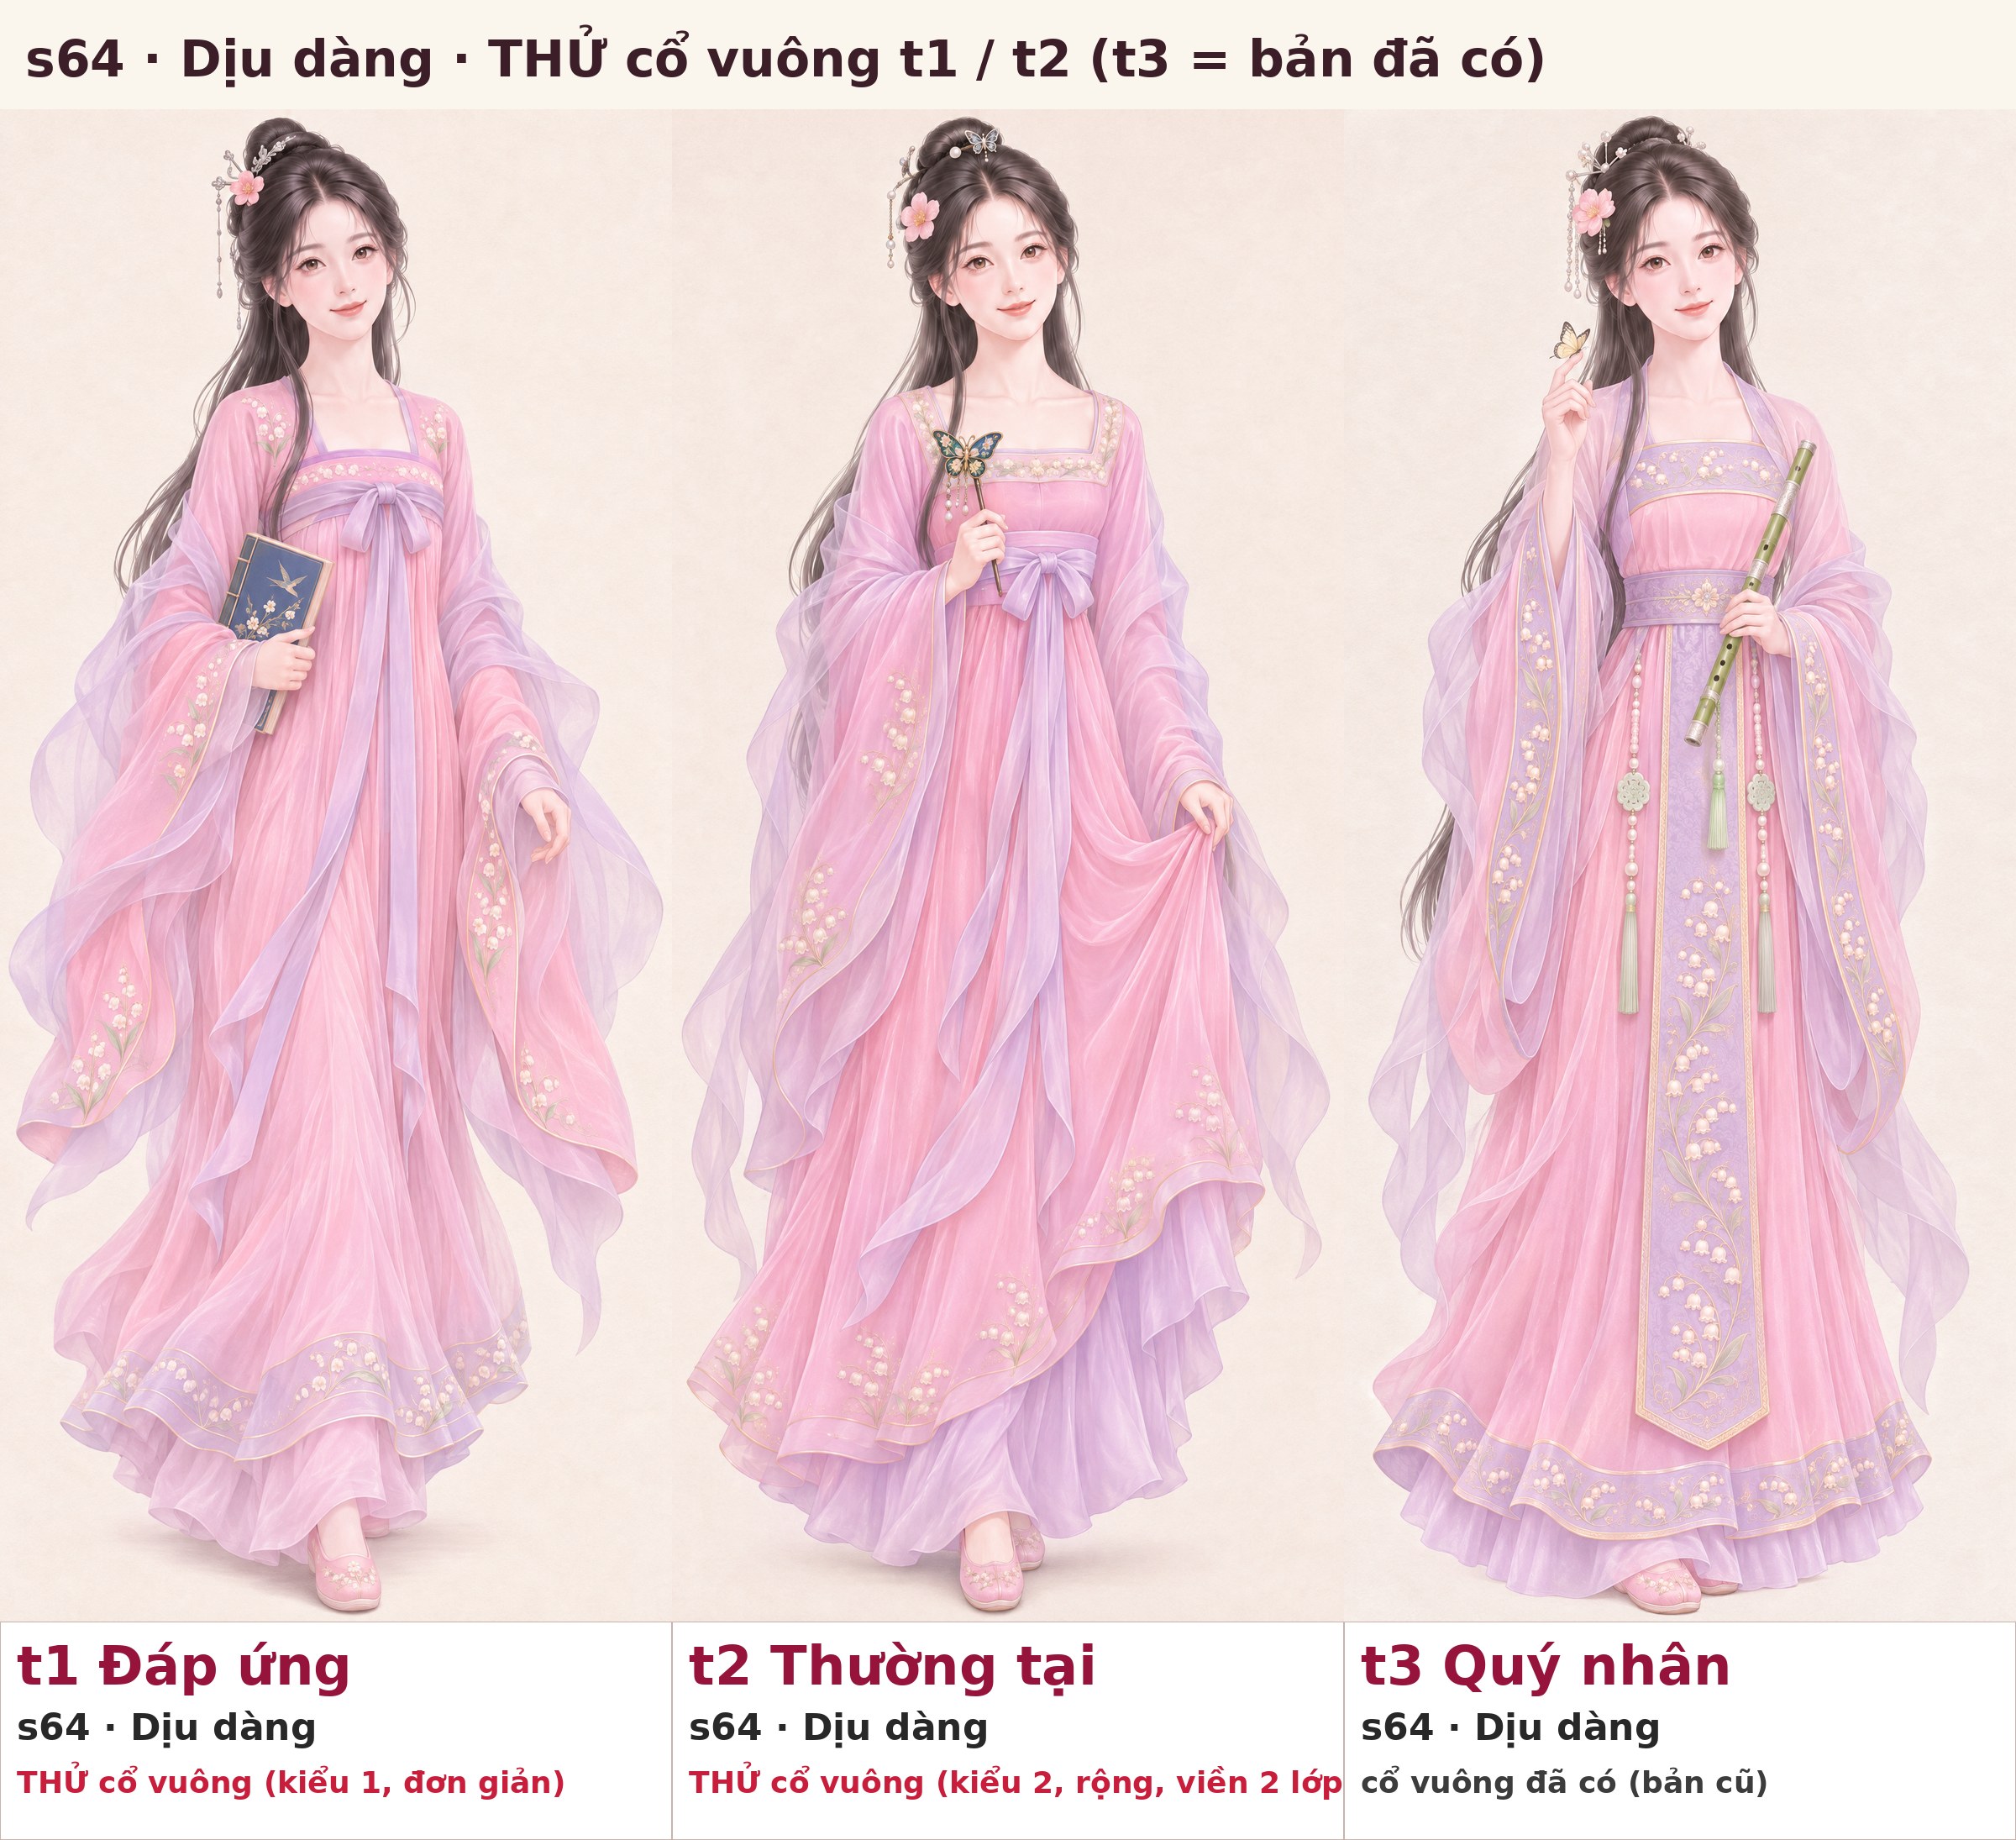 s64 · Dịu dàng · THỬ cổ vuông t1 / t2 (t3 = bản đã có)
t1 Đáp ứng
s64 · Dịu dàng
THỬ cổ vuông (kiểu 1, đơn giản)
t2 Thường tại
s64 · Dịu dàng
THỬ cổ vuông (kiểu 2, rộng, viền 2 lớp
t3 Quý nhân
s64 · Dịu dàng
cổ vuông đã có (bản cũ)